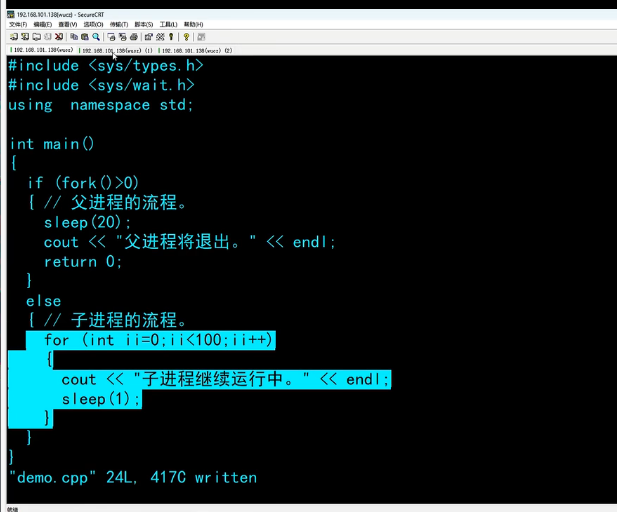 192.168.101.138(wucz) - SecureCRT
文件(F) 编辑(E) 查看(V) 选项(O) 传输(T) 脚本(S) 工具(L) 帮助(H)
192.168.101.138(wucz) 192.168.101.138(wucz) (1) 192.168.101.138(wucz) (2)
#include <sys/types.h>
#include <sys/wait.h>
using  namespace std;
int main()
{
  if (fork()>0)
  { // 父进程的流程。
    sleep(20);
    cout << "父进程将退出。" << endl;
    return 0;
  }
  else
  { // 子进程的流程。
    for (int ii=0;ii<100;ii++)
    {
      cout << "子进程继续运行中。" << endl;
      sleep(1);
    }
  }
}
"demo.cpp" 24L, 417C written
就绪